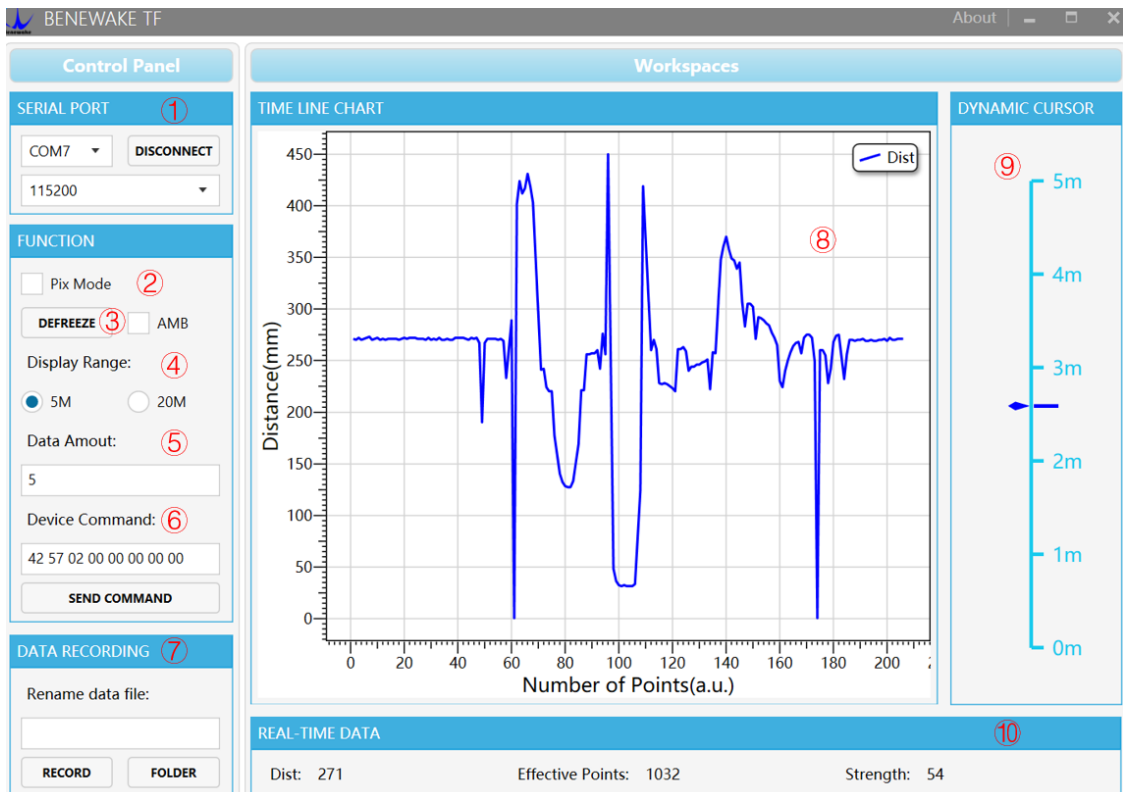 BENEWAKE TF
About
benewake
Control Panel
Workspaces
SERIAL PORT ①
COM7
DISCONNECT
115200
FUNCTION
Pix Mode ②
DEFREEZE ③ AMB
Display Range: ④
5M 20M
Data Amout: ⑤
5
Device Command: ⑥
42 57 02 00 00 00 00 00
SEND COMMAND
DATA RECORDING ⑦
Rename data file:
RECORD FOLDER
TIME LINE CHART
Dist
⑧
450
400
350
300
250
200
150
100
50
0
Distance(mm)
0 20 40 60 80 100 120 140 160 180 200
Number of Points(a.u.)
DYNAMIC CURSOR
⑨
5m
4m
3m
2m
1m
0m
REAL-TIME DATA ⑩
Dist: 271 Effective Points: 1032 Strength: 54